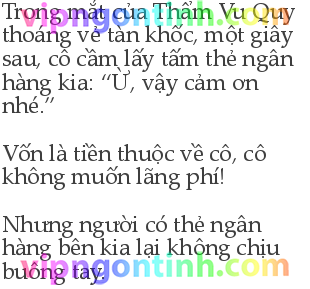 Trong mắt của Thẩm Vu Quy
thoáng vẻ tàn khốc, một giây
sau, cô cầm lấy tấm thẻ ngân
hàng kia: “Ừ, vậy cảm ơn
nhé.”
Vốn là tiền thuộc về cô, cô
không muốn lãng phí!
Nhưng người có thẻ ngân
hàng bên kia lại không chịu
buông tay.
vipngontinh.com